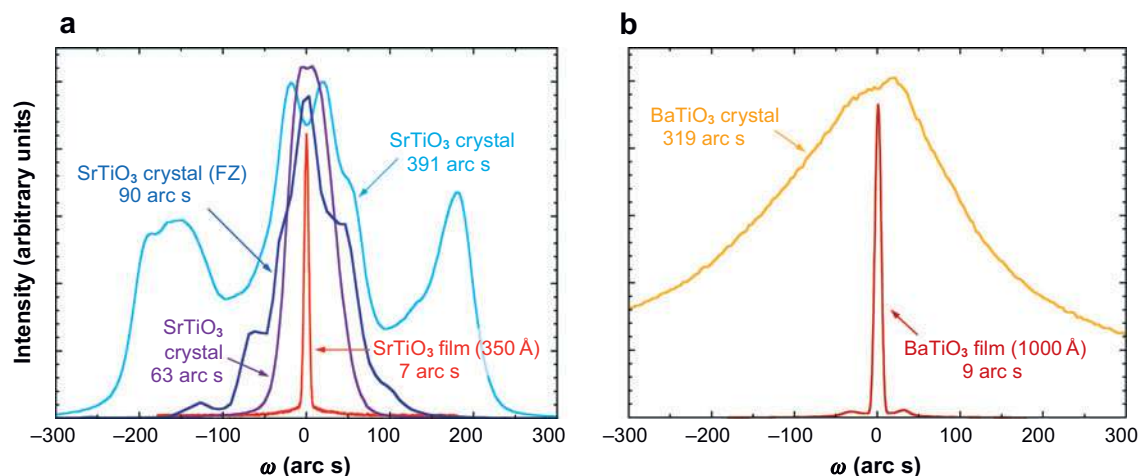 a
Intensity (arbitrary units)
SrTiO₃ crystal (FZ)
90 arc s
SrTiO₃ crystal
391 arc s
SrTiO₃
crystal
63 arc s
SrTiO₃ film (350 Å)
7 arc s
–300 –200 –100 0 100 200 300
ω (arc s)
b
BaTiO₃ crystal
319 arc s
BaTiO₃ film (1000 Å)
9 arc s
–300 –200 –100 0 100 200 300
ω (arc s)